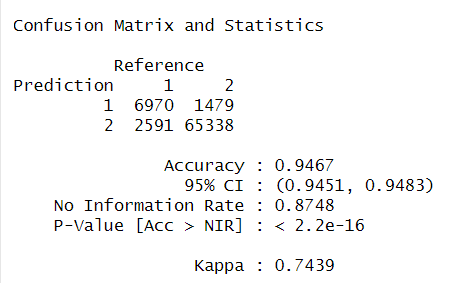 Confusion Matrix and Statistics
Reference
Prediction 1 2
1 6970 1479
2 2591 65338
Accuracy : 0.9467
95% CI : (0.9451, 0.9483)
No Information Rate : 0.8748
P-Value [Acc > NIR] : < 2.2e-16
Kappa : 0.7439